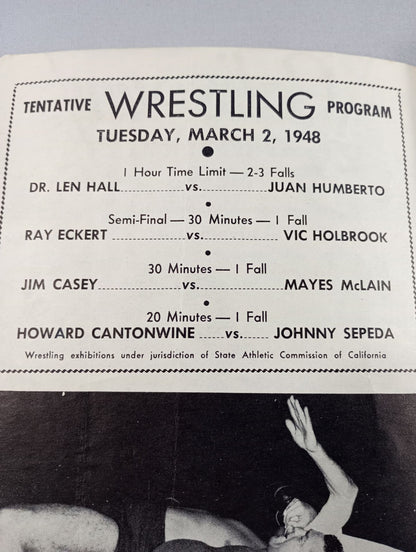 TENTATIVE WRESTLING PROGRAM
TUESDAY, MARCH 2, 1948
1 Hour Time Limit — 2-3 Falls
DR. LEN HALL..........vs...........JUAN HUMBERTO
Semi-Final — 30 Minutes — 1 Fall
RAY ECKERT..........vs...........VIC HOLBROOK
30 Minutes — 1 Fall
JIM CASEY..........vs...........MAYES McLAIN
20 Minutes — 1 Fall
HOWARD CANTONWINE......vs......JOHNNY SEPEDA
Wrestling exhibitions under jurisdiction of State Athletic Commission of California